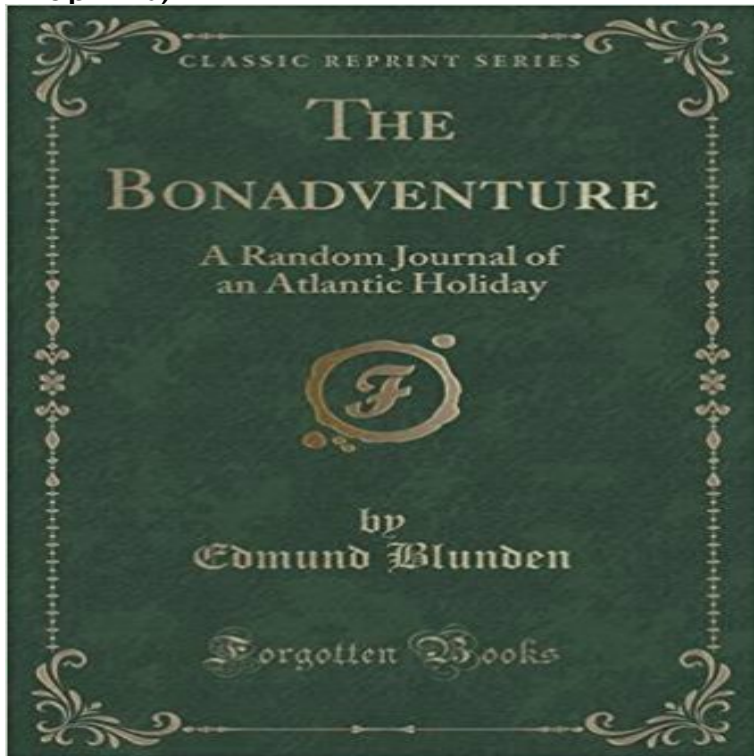 CLASSIC REPRINT SERIES
THE
BONADVENTURE
A Random Journal of
an Atlantic Holiday
F
by
Edmund Blunden
Forgotten Books